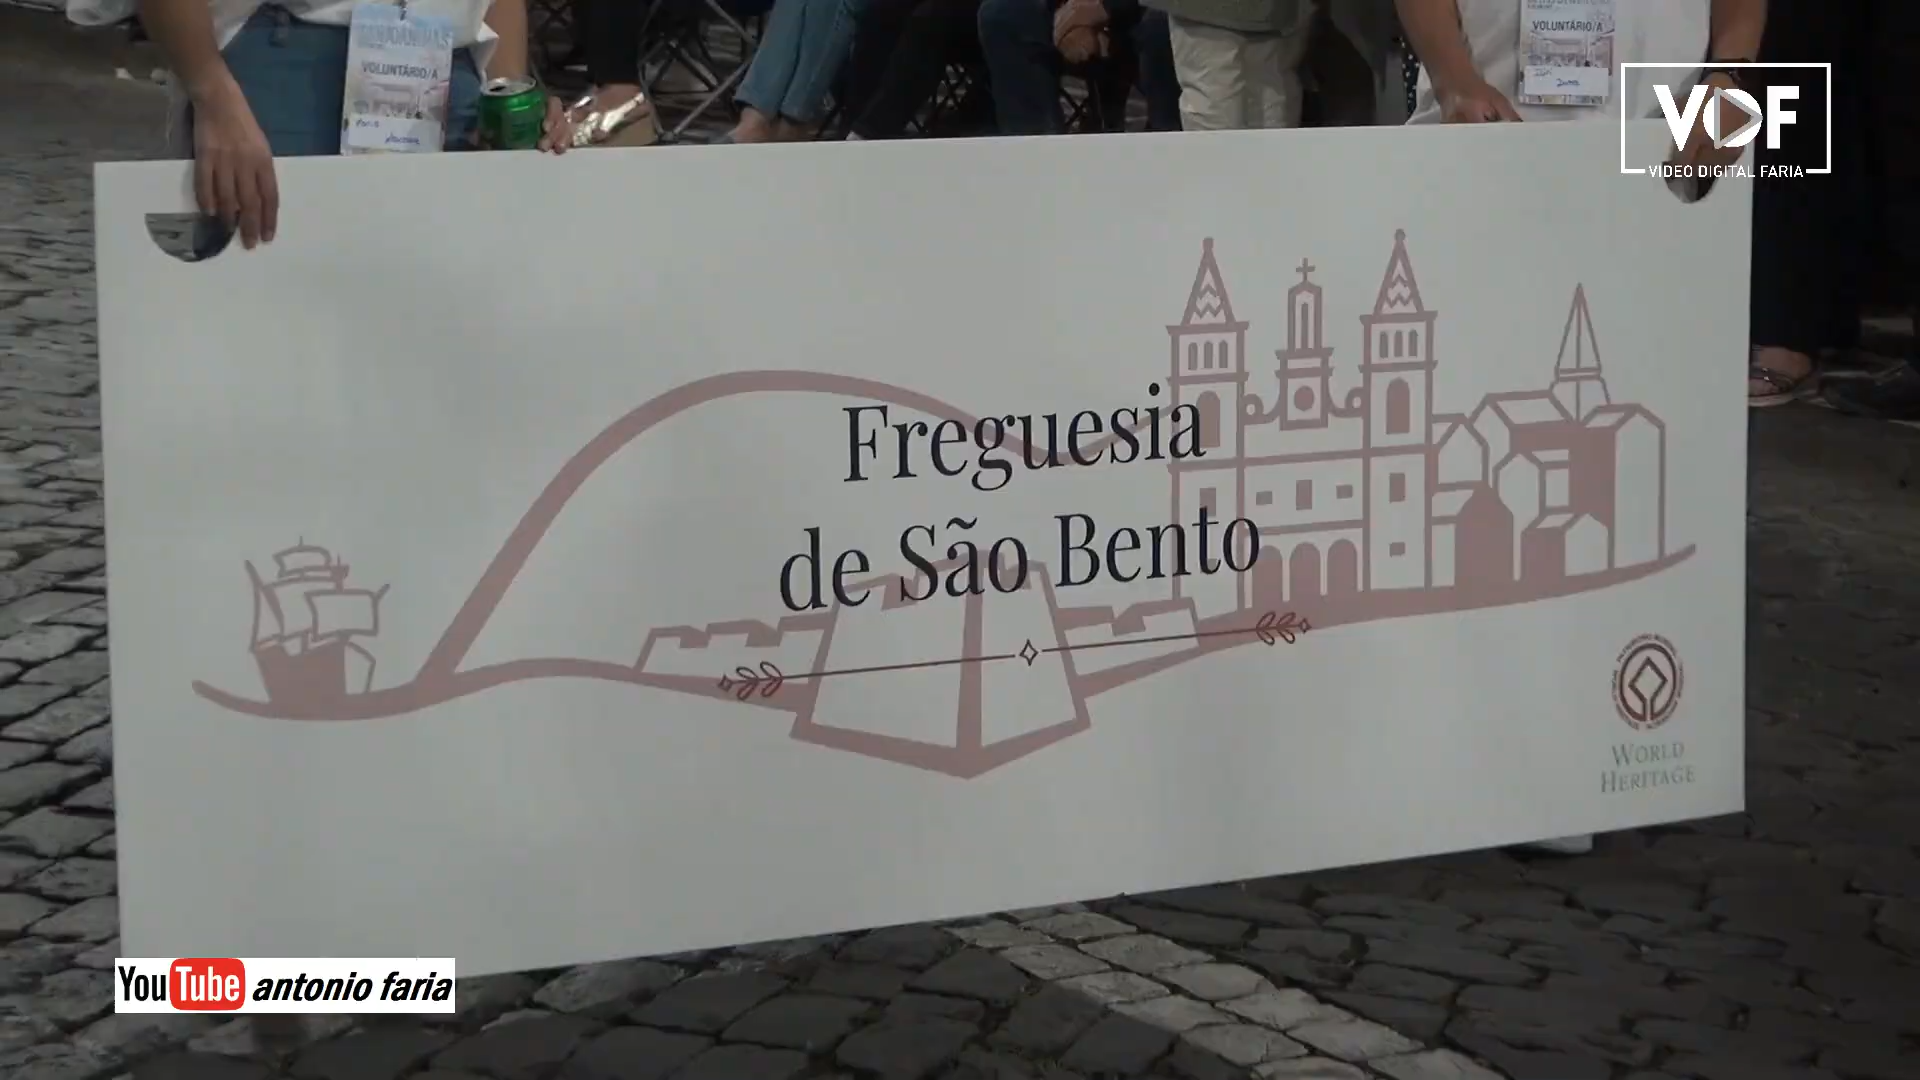 VOLUNTÁRIO/A
VOLUNTÁRIO/A
VDF
VIDEO DIGITAL FARIA
Freguesia
de São Bento
WORLD
HERITAGE
YouTube antonio faria